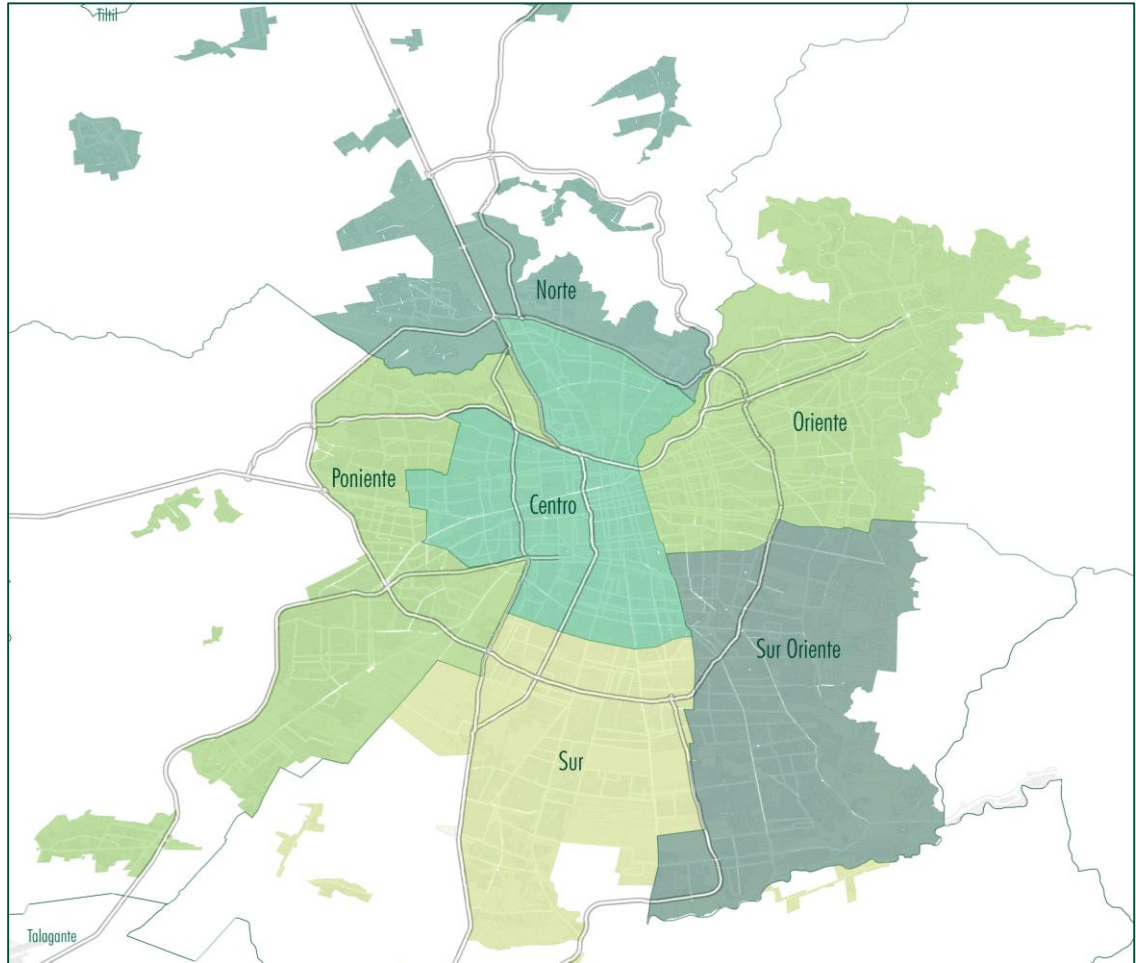 Tiltil
Norte
Oriente
Poniente
Centro
Sur Oriente
Sur
Talagante